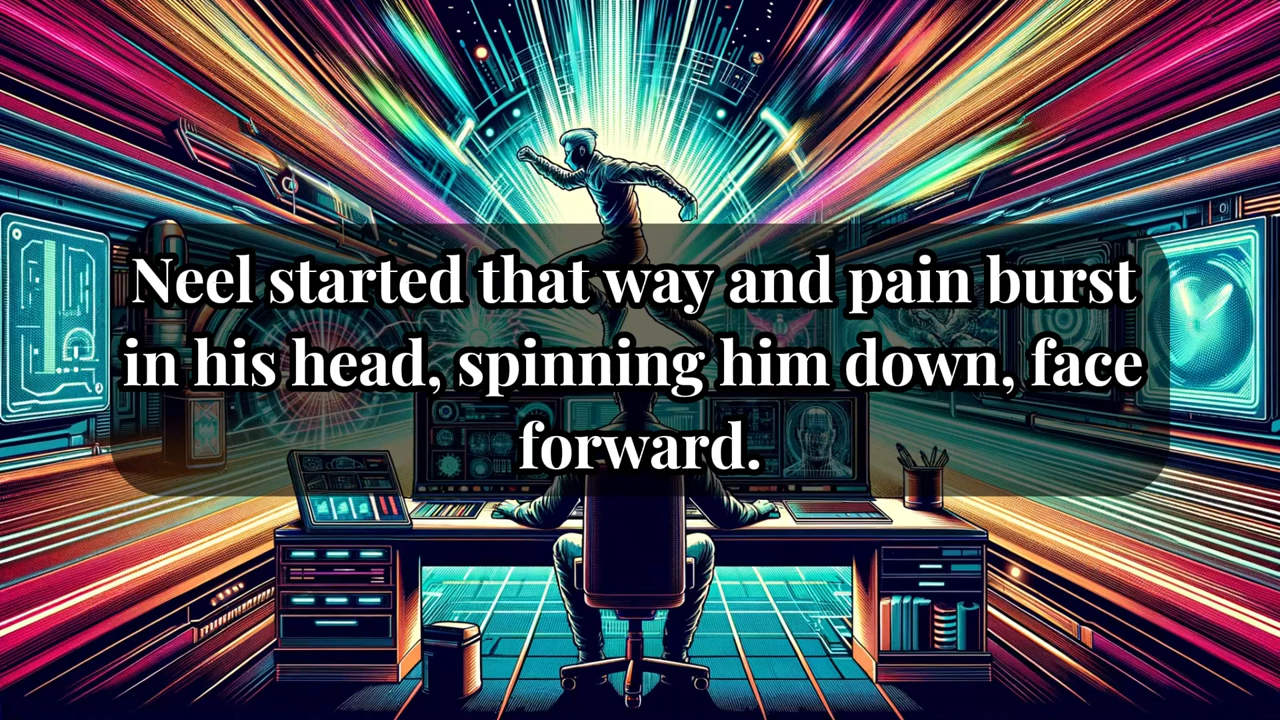 Neel started that way and pain burst
in his head, spinning him down, face
forward.